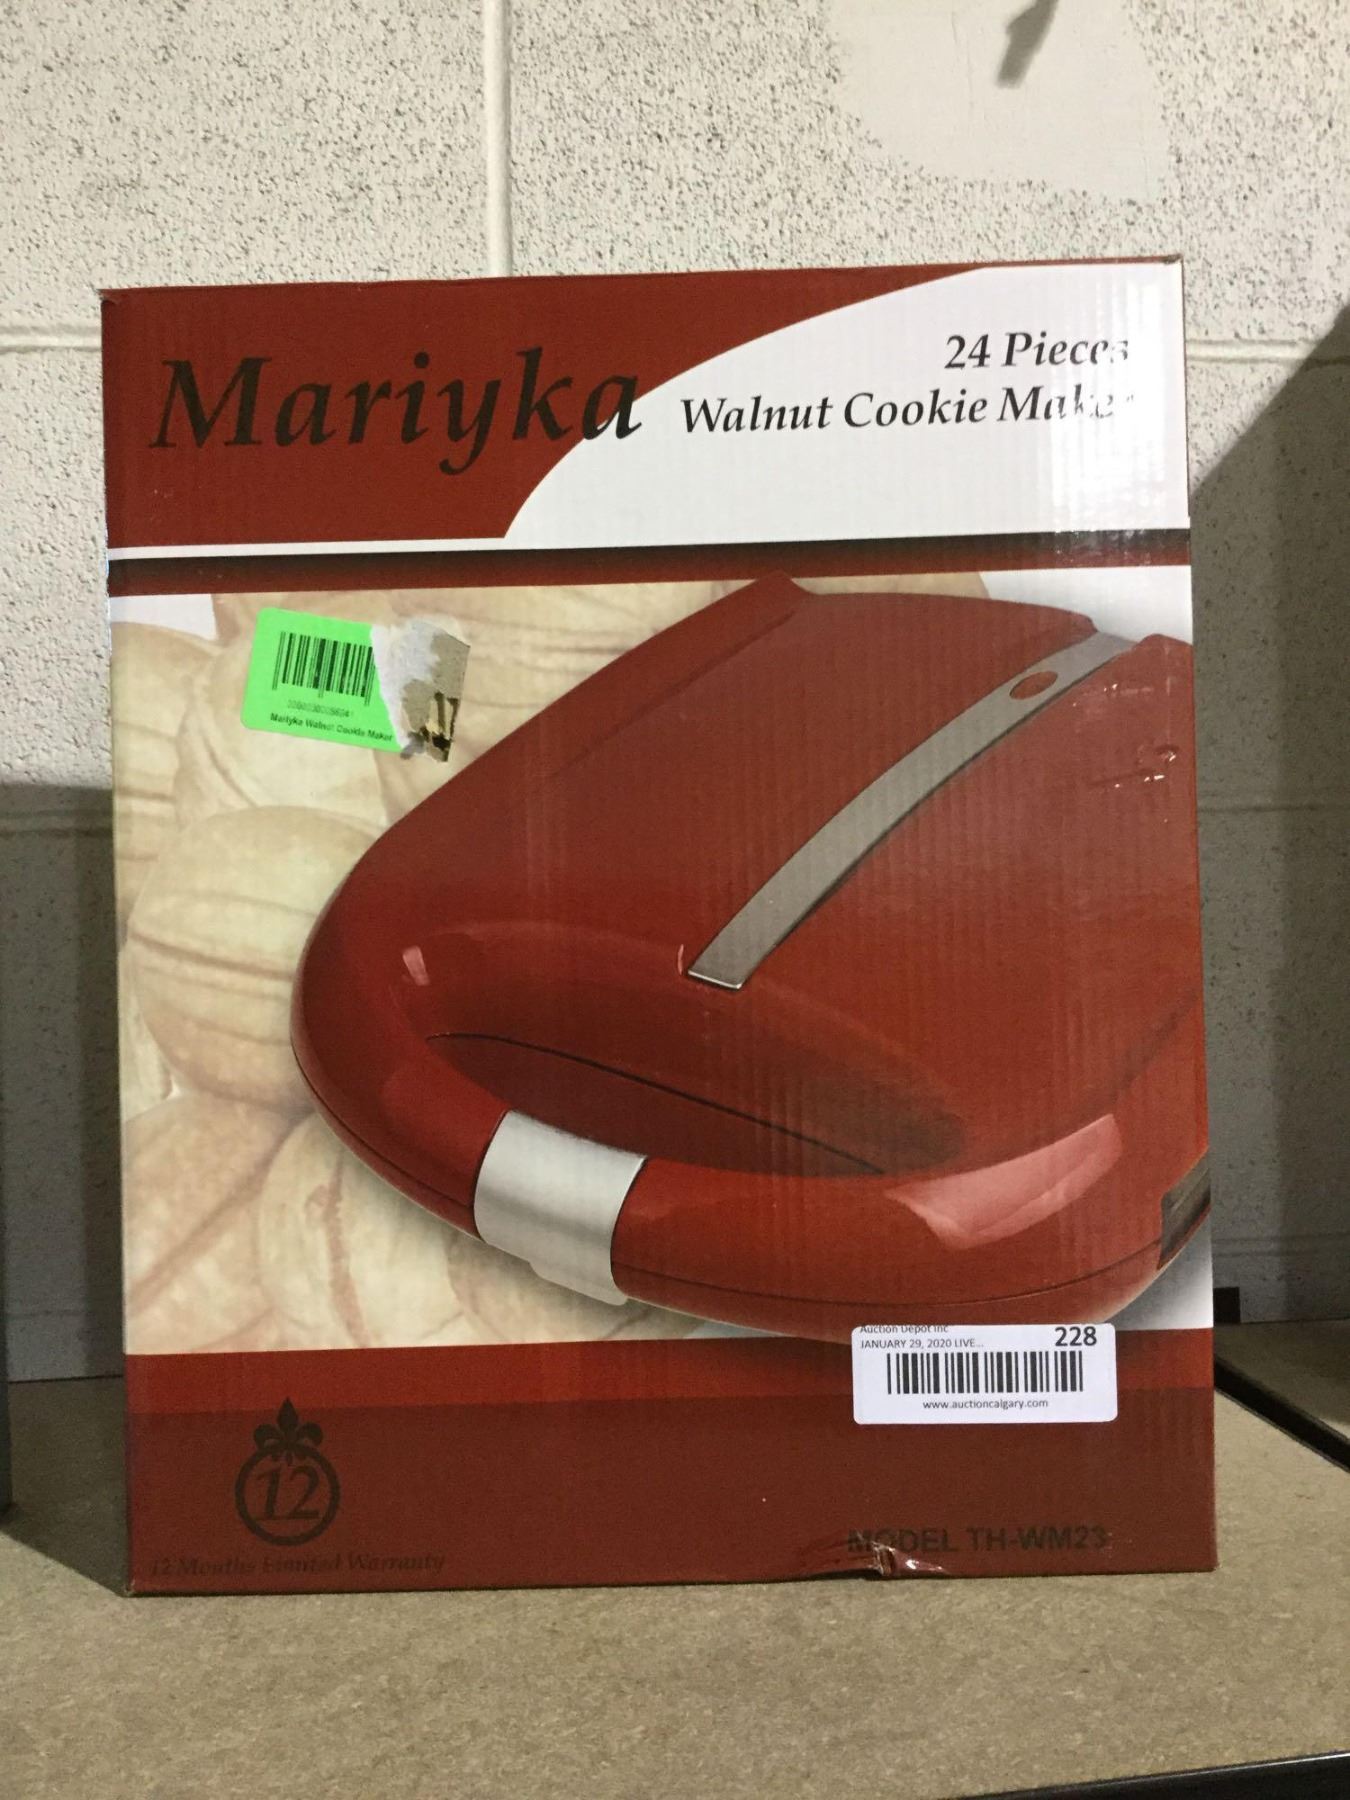 Mariyka
24 Pieces
Walnut Cookie Maker
Mariyka Walnut Cookie Maker
Auction Depot Inc
JANUARY 29, 2020 LIVE...
228
www.auctioncalgary.com
12
12 Months Limited Warranty
MODEL TH-WM23